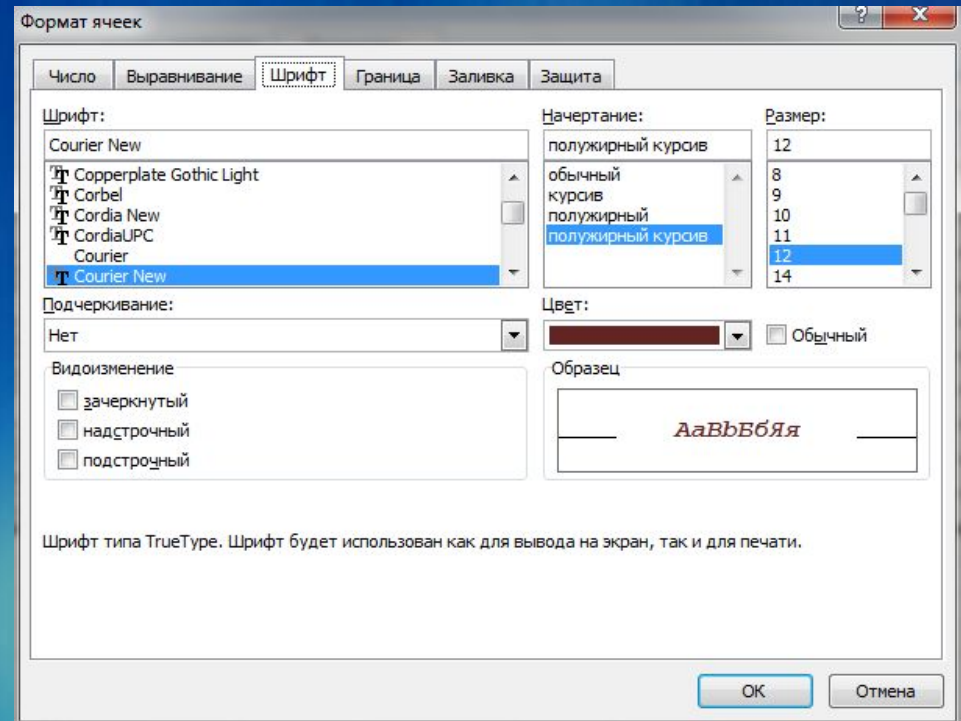 Формат ячеек
?
X
Число Выравнивание Шрифт Граница Заливка Защита
Шрифт: Начертание: Размер:
Courier New полужирный курсив 12
Copperplate Gothic Light обычный 8
Corbel курсив 9
Cordia New полужирный 10
CordiaUPC полужирный курсив 11
Courier 12
Courier New 14
Подчеркивание: Цвет:
Нет Обычный
Видоизменение Образец
зачеркнутый
надстрочный АаВbБбЯя
подстрочный
Шрифт типа TrueType. Шрифт будет использован как для вывода на экран, так и для печати.
ОК Отмена